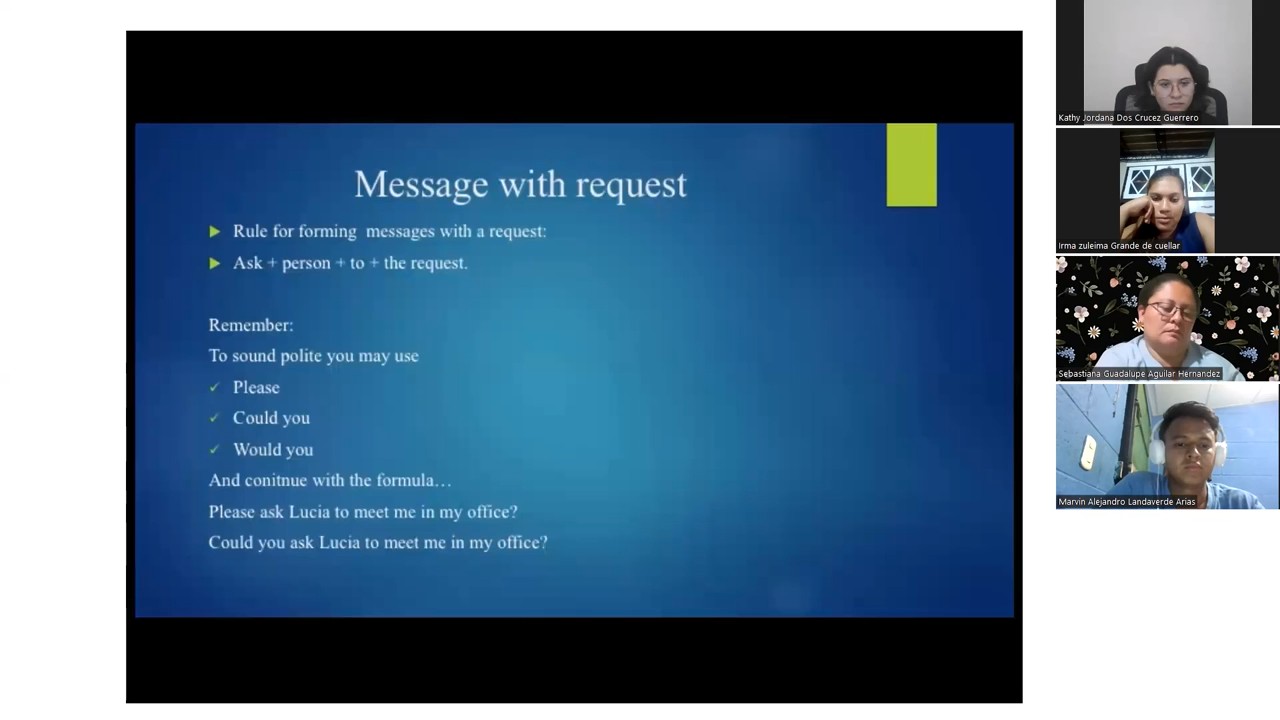 Message with request
Rule for forming messages with a request:
Ask + person + to + the request.
Remember:
To sound polite you may use
Please
Could you
Would you
And conitnue with the formula…
Please ask Lucia to meet me in my office?
Could you ask Lucia to meet me in my office?
Kathy Jordana Dos Crucez Guerrero
Irma zuleima Grande de cuellar
Sebastiana Guadalupe Aguilar Hernandez
Marvin Alejandro Landaverde Arias